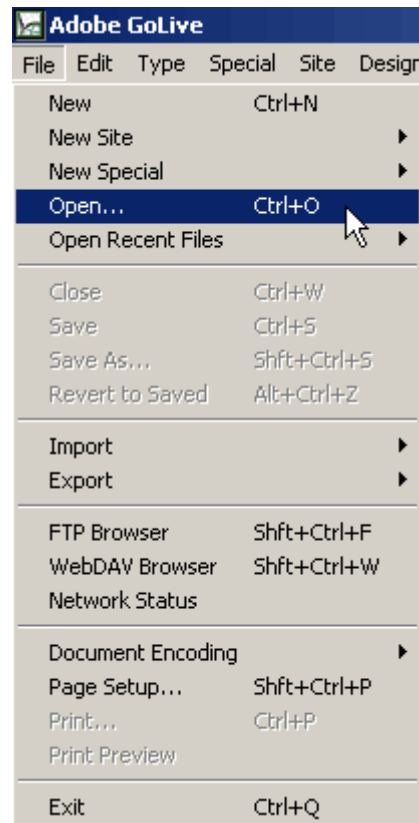 Adobe GoLive
File Edit Type Special Site Design
New Ctrl+N
New Site
New Special
Open... Ctrl+O
Open Recent Files
Close Ctrl+W
Save Ctrl+S
Save As... Shft+Ctrl+S
Revert to Saved Alt+Ctrl+Z
Import
Export
FTP Browser Shft+Ctrl+F
WebDAV Browser Shft+Ctrl+W
Network Status
Document Encoding
Page Setup... Shft+Ctrl+P
Print... Ctrl+P
Print Preview
Exit Ctrl+Q